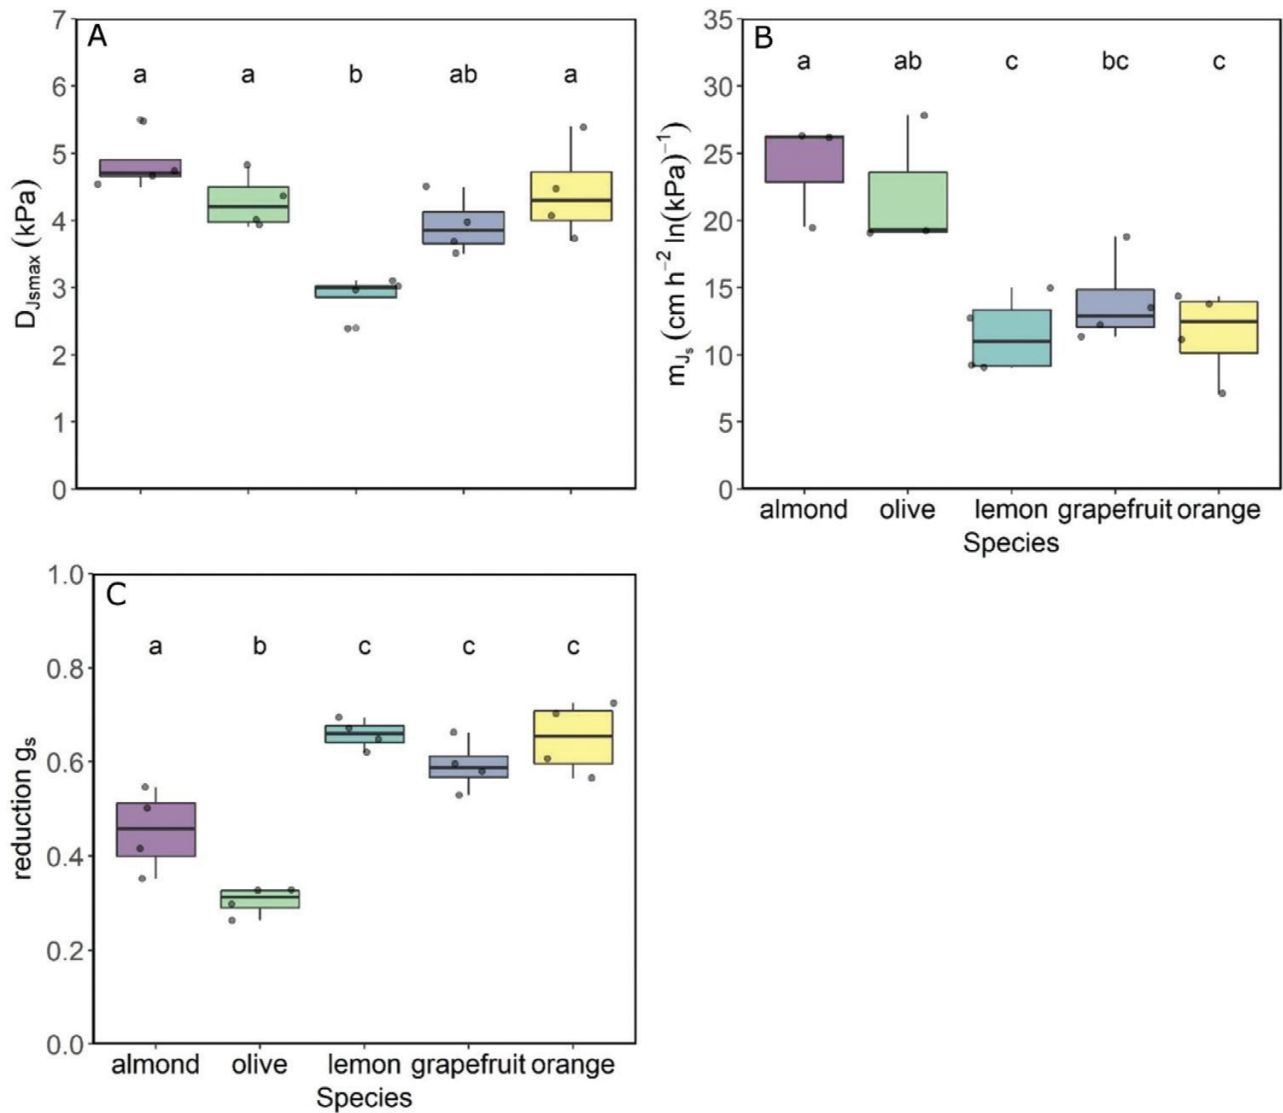 A
a a b ab a
7
6
5
4
3
2
1
0
D_Jsmax (kPa)
B
a ab c bc c
35
30
25
20
15
10
5
0
m_Js (cm h⁻² ln(kPa)⁻¹)
almond olive lemon grapefruit orange
Species
C
a b c c c
1.0
0.8
0.6
0.4
0.2
0.0
reduction g_s
almond olive lemon grapefruit orange
Species